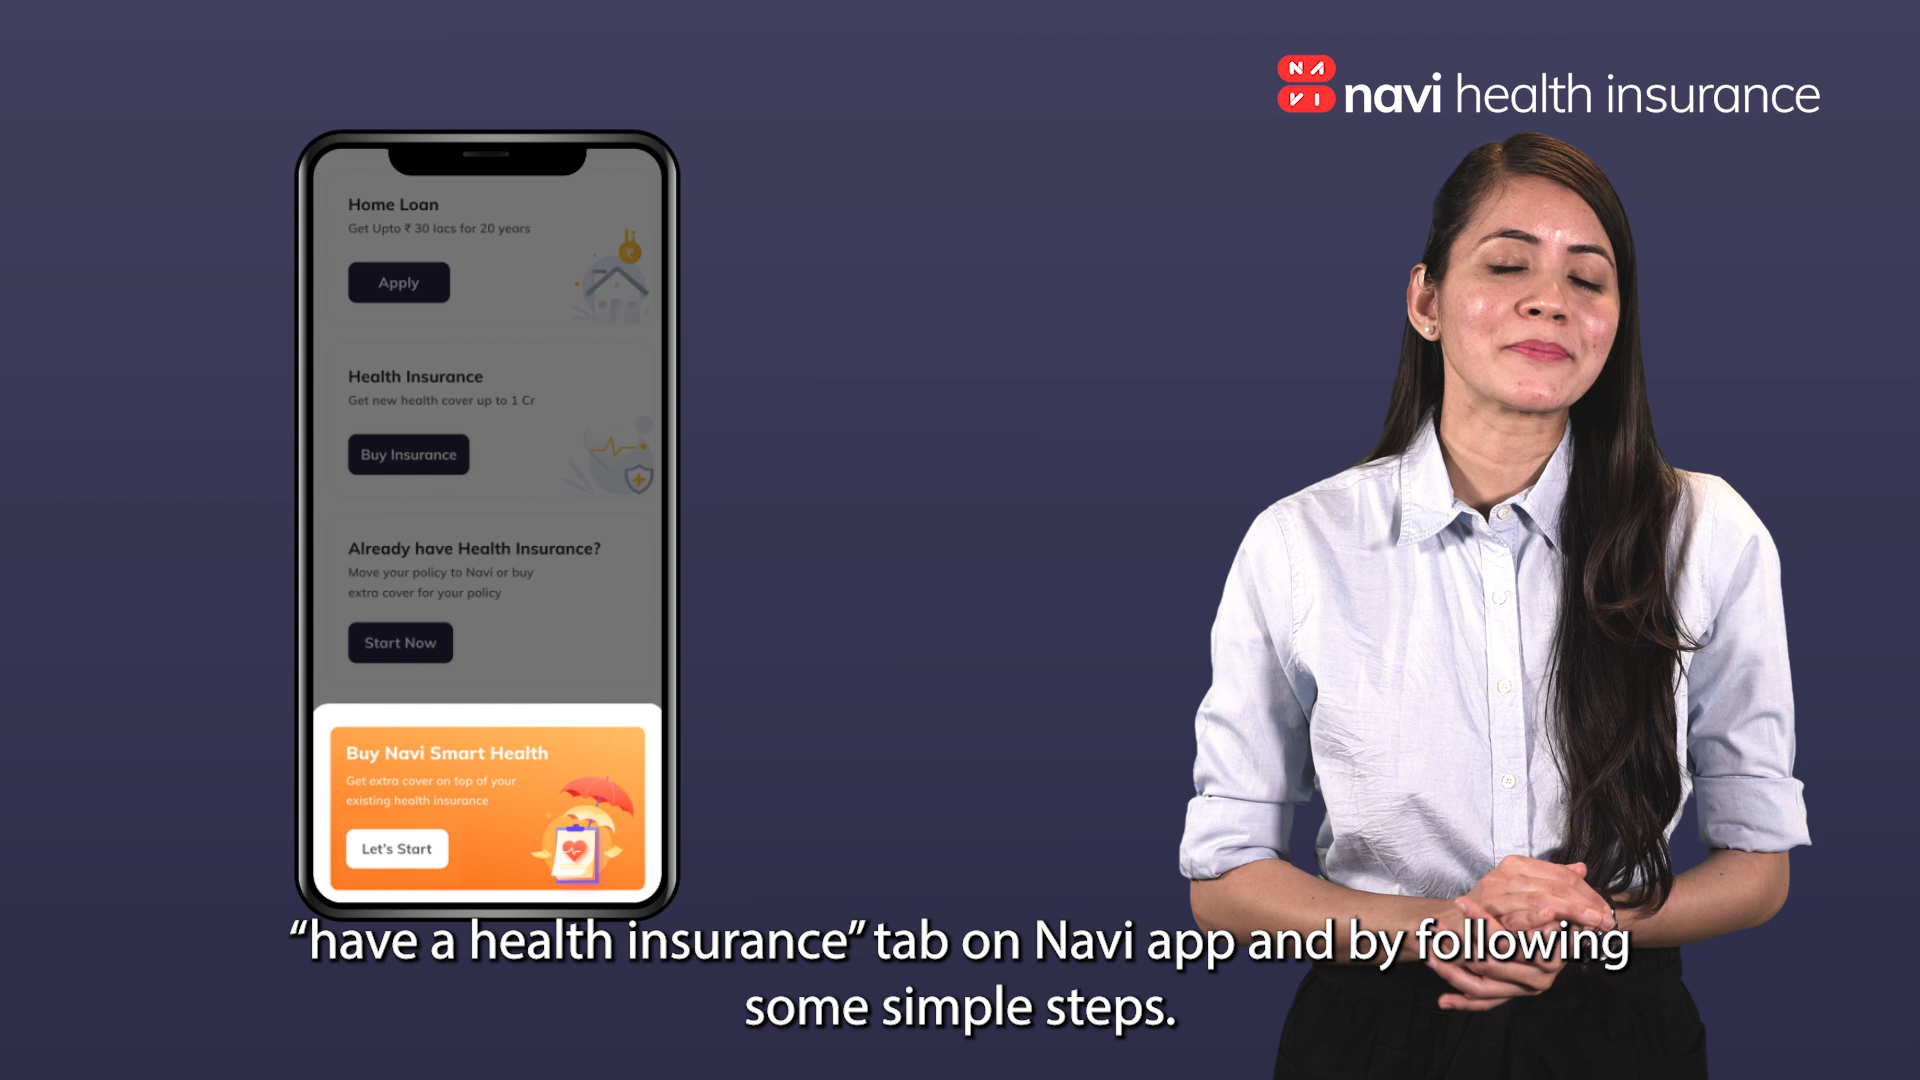 NA
VI
navi health insurance
Home Loan
Get Upto ₹ 30 lacs for 20 years
Apply
Health Insurance
Get new health cover up to 1 Cr
Buy Insurance
Already have Health Insurance?
Move your policy to Navi or buy
extra cover for your policy
Start Now
Buy Navi Smart Health
Get extra cover on top of your
existing health insurance
Let's Start
“have a health insurance” tab on Navi app and by following
some simple steps.